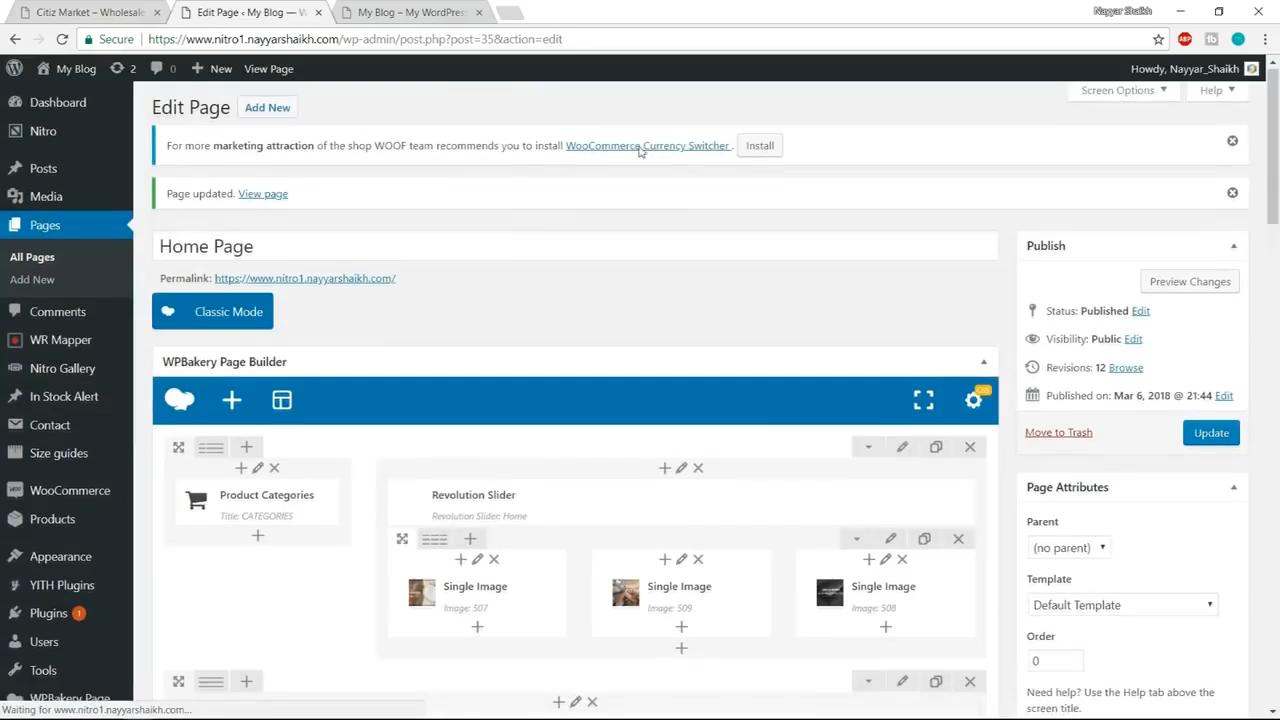 Citiz Market – Wholesale
Edit Page ‹ My Blog — W
My Blog – My WordPress
Nayyar Shaikh
Secure
https://www.nitro1.nayyarshaikh.com/wp-admin/post.php?post=35&action=edit
ABP
My Blog
2
0
New
View Page
Howdy, Nayyar_Shaikh
Dashboard
Nitro
Posts
Media
Pages
All Pages
Add New
Comments
WR Mapper
Nitro Gallery
In Stock Alert
Contact
Size guides
WooCommerce
Products
Appearance
YITH Plugins
Plugins 1
Users
Tools
WPBakery Page
Waiting for www.nitro1.nayyarshaikh.com...
Edit Page
Add New
Screen Options
Help
For more marketing attraction of the shop WOOF team recommends you to install WooCommerce Currency Switcher . Install
Page updated. View page
Home Page
Permalink: https://www.nitro1.nayyarshaikh.com/
Classic Mode
WPBakery Page Builder
CSS
Product Categories
Title: CATEGORIES
Revolution Slider
Revolution Slider: Home
Single Image
Image: 507
Single Image
Image: 509
Single Image
Image: 508
Publish
Preview Changes
Status: Published Edit
Visibility: Public Edit
Revisions: 12 Browse
Published on: Mar 6, 2018 @ 21:44 Edit
Move to Trash
Update
Page Attributes
Parent
(no parent)
Template
Default Template
Order
0
Need help? Use the Help tab above the
screen title.